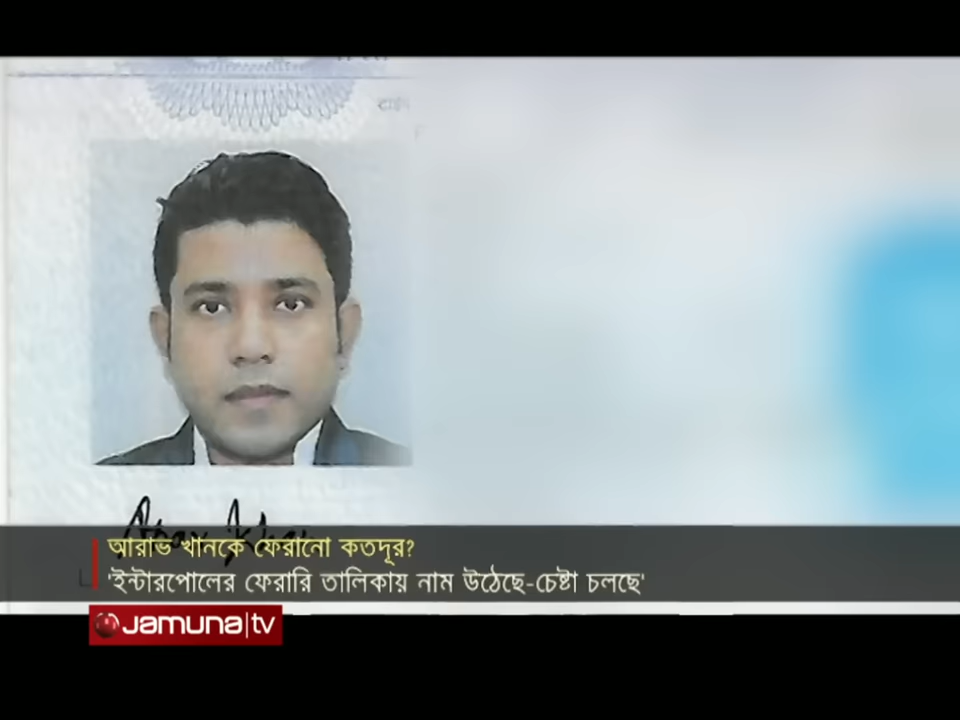 আরাভ খানকে ফেরানো কতদূর?
'ইন্টারপোলের ফেরারি তালিকায় নাম উঠেছে-চেষ্টা চলছে'
Jamuna|tv